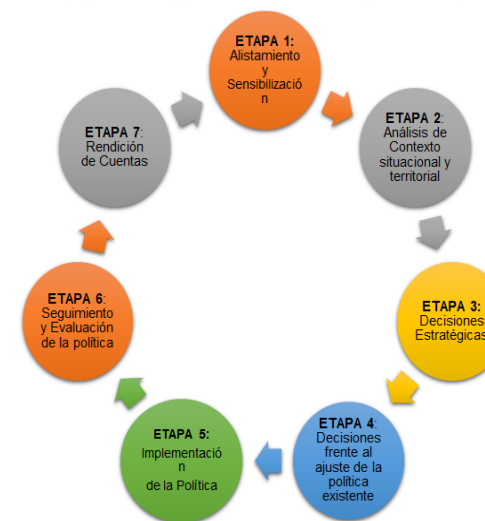 ETAPA 1:
Alistamiento
y
Sensibilizació
n
ETAPA 2:
Análisis de
Contexto
situacional y
territorial
ETAPA 3:
Decisiones
Estratégicas
ETAPA 4:
Decisiones
frente al
ajuste de la
política
existente
ETAPA 5:
Implementació
n
de la Política
ETAPA 6:
Seguimiento
y Evaluación
de la política
ETAPA 7:
Rendición
de Cuentas